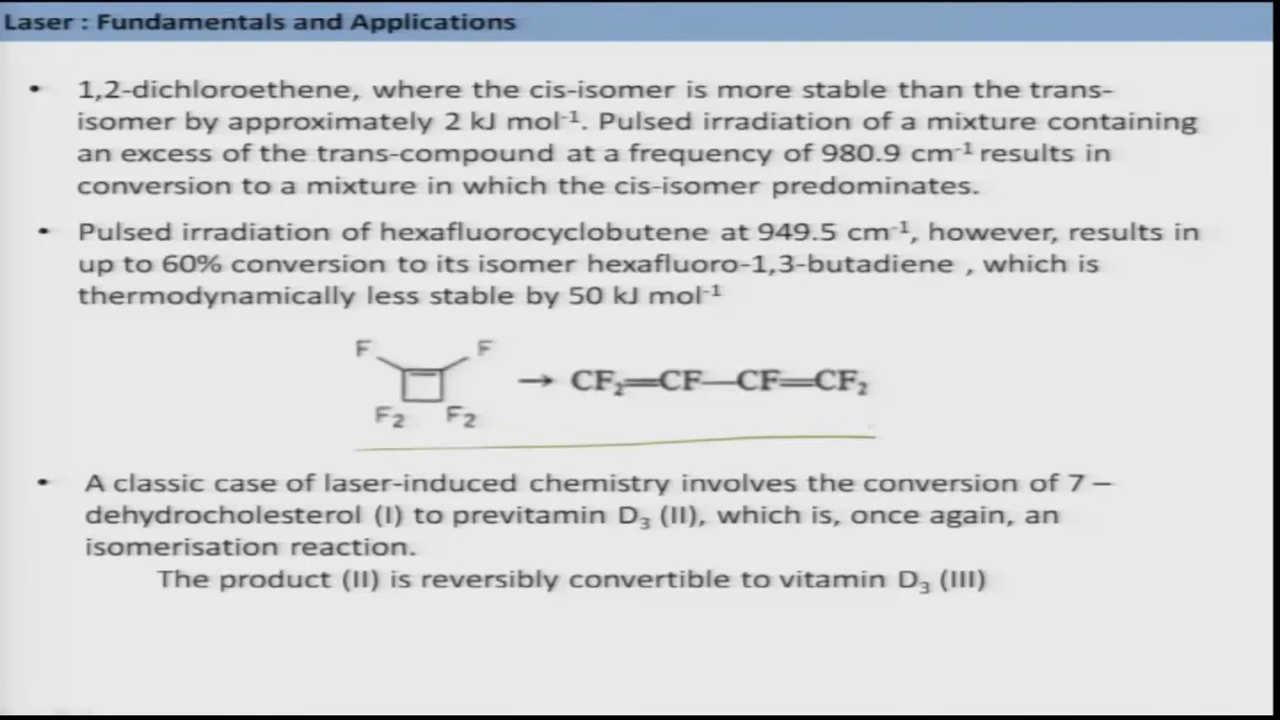 Laser : Fundamentals and Applications
• 1,2-dichloroethene, where the cis-isomer is more stable than the trans-
isomer by approximately 2 kJ mol⁻¹. Pulsed irradiation of a mixture containing
an excess of the trans-compound at a frequency of 980.9 cm⁻¹ results in
conversion to a mixture in which the cis-isomer predominates.
• Pulsed irradiation of hexafluorocyclobutene at 949.5 cm⁻¹, however, results in
up to 60% conversion to its isomer hexafluoro-1,3-butadiene , which is
thermodynamically less stable by 50 kJ mol⁻¹
F F
→ CF₂=CF—CF=CF₂
F₂ F₂
• A classic case of laser-induced chemistry involves the conversion of 7 –
dehydrocholesterol (I) to previtamin D₃ (II), which is, once again, an
isomerisation reaction.
The product (II) is reversibly convertible to vitamin D₃ (III)